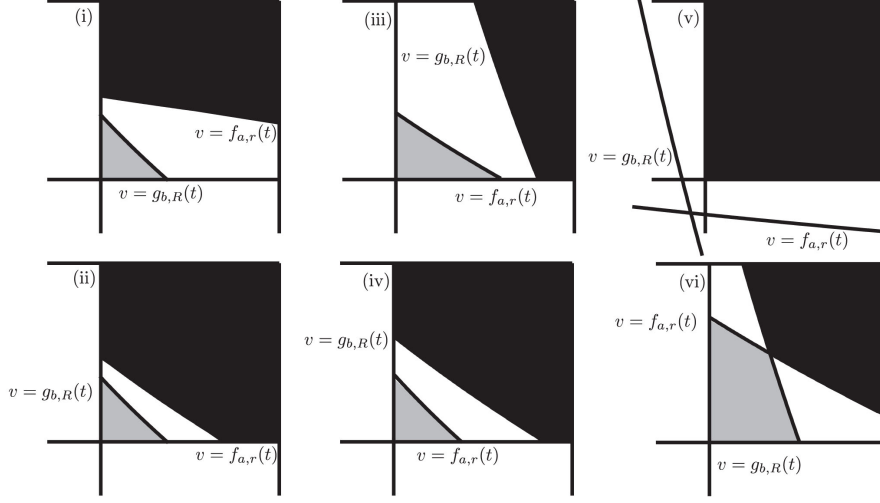 (i)
v = f_{a,r}(t)
v = g_{b,R}(t)
(iii)
v = g_{b,R}(t)
v = f_{a,r}(t)
(v)
v = g_{b,R}(t)
v = f_{a,r}(t)
(ii)
v = g_{b,R}(t)
v = f_{a,r}(t)
(iv)
v = g_{b,R}(t)
v = f_{a,r}(t)
(vi)
v = f_{a,r}(t)
v = g_{b,R}(t)